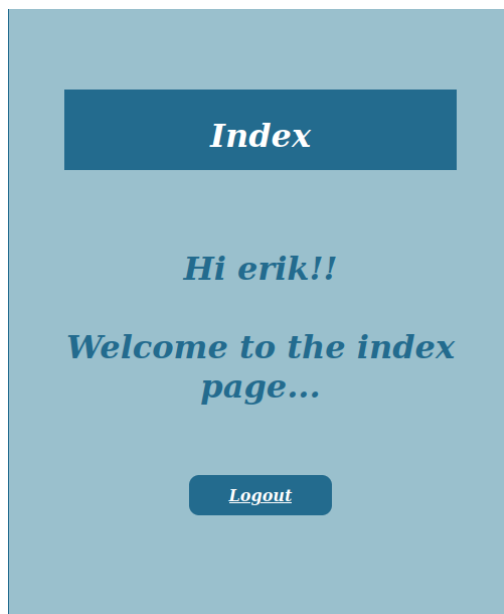 Index
Hi erik!!
Welcome to the index
page...
Logout